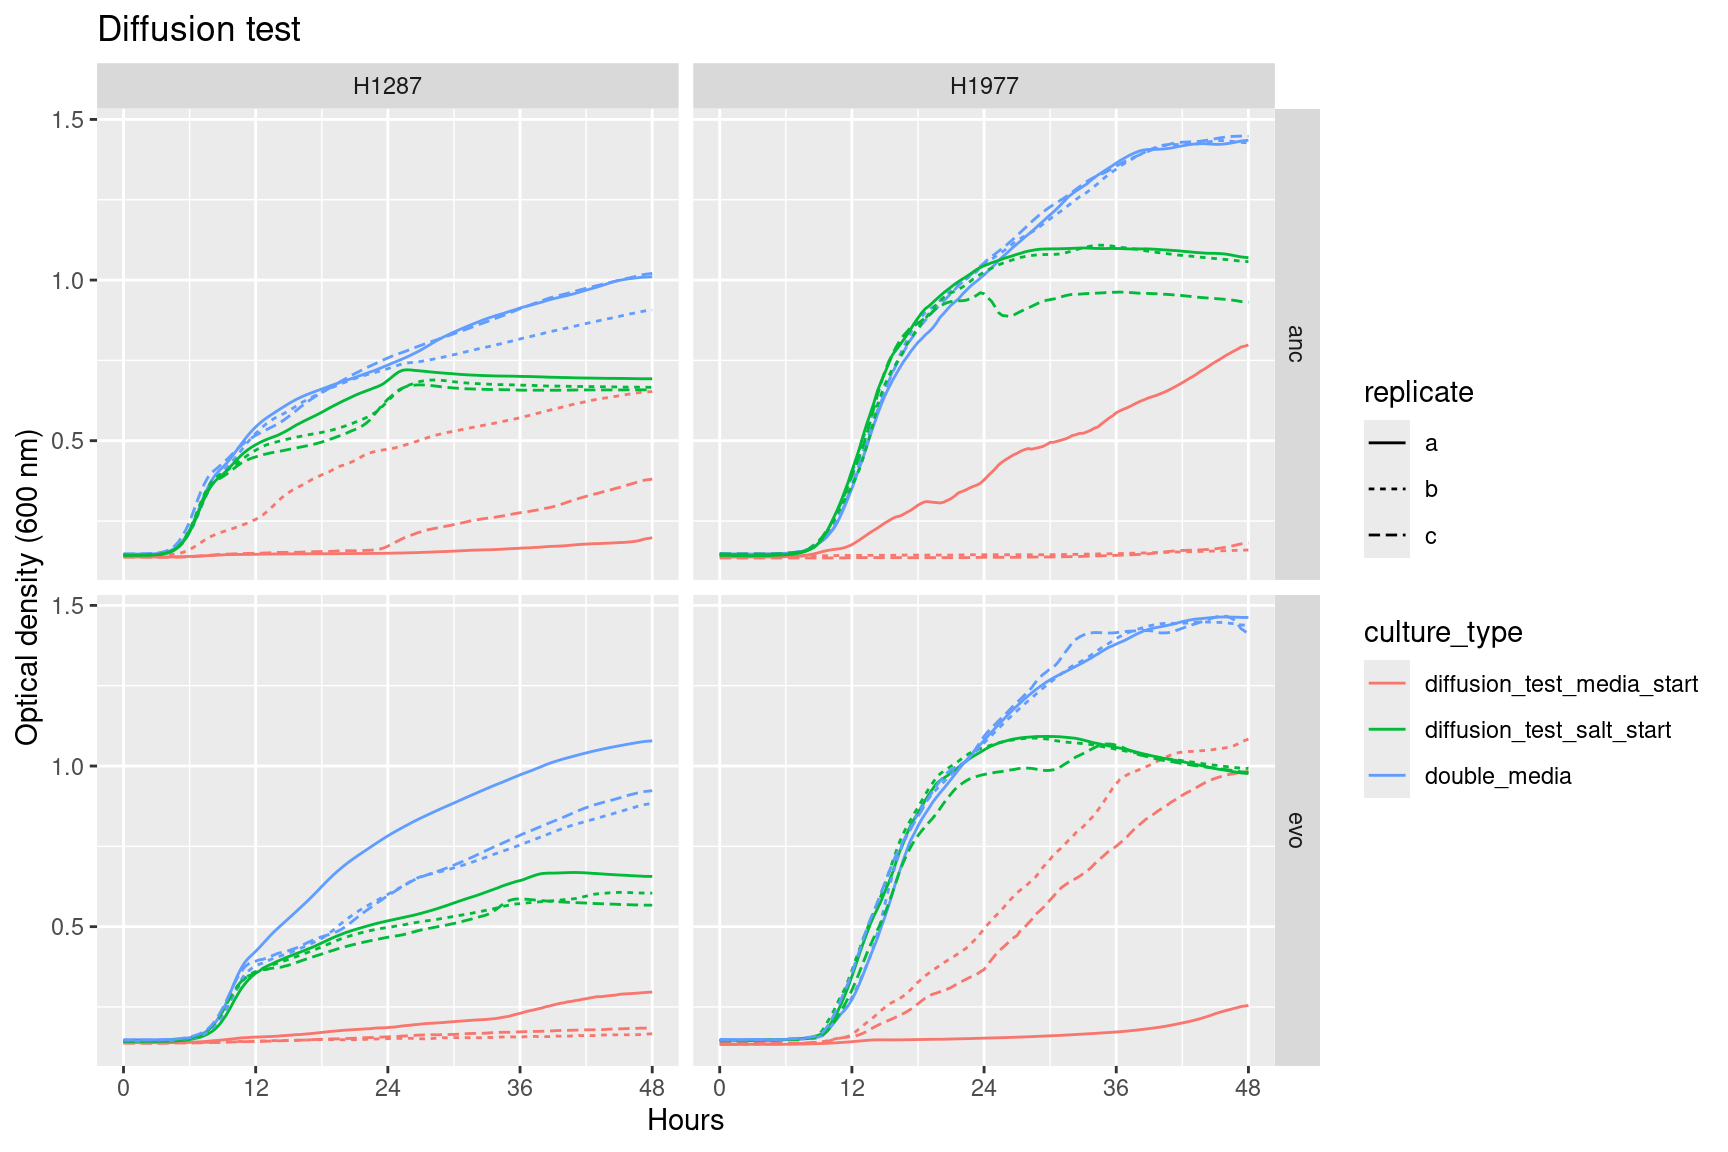 Diffusion test
H1287
H1977
1.5
1.0
0.5
anc
1.5
1.0
0.5
evo
0
12
24
36
48
0
12
24
36
48
Hours
Optical density (600 nm)
replicate
a
b
c
culture_type
diffusion_test_media_start
diffusion_test_salt_start
double_media